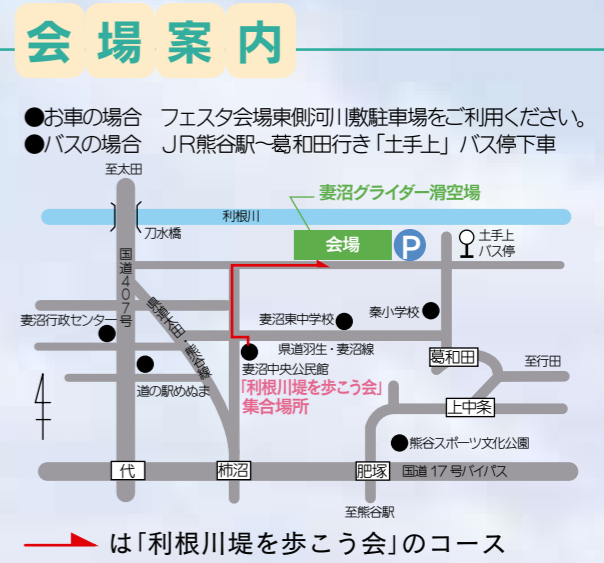 会場案内
●お車の場合　フェスタ会場東側河川敷駐車場をご利用ください。
●バスの場合　JR熊谷駅～葛和田行き「土手上」バス停下車
至太田
妻沼グライダー滑空場
利根川
刀水橋
会場
P
土手上
バス停
国道407号
県道太田・熊谷線
妻沼行政センター
妻沼東中学校
秦小学校
県道羽生・妻沼線
葛和田
至行田
妻沼中央公民館
「利根川堤を歩こう会」
集合場所
道の駅めぬま
上中条
熊谷スポーツ文化公園
代
柿沼
肥塚
国道17号バイパス
至熊谷駅
は「利根川堤を歩こう会」のコース